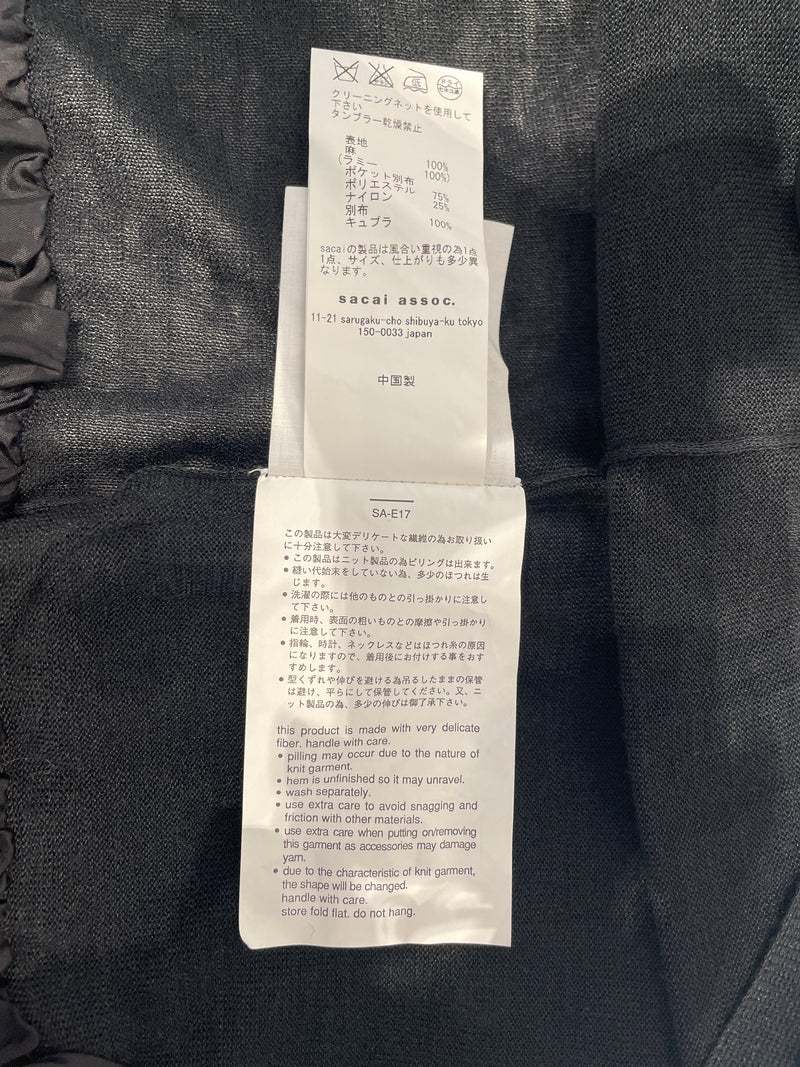 低
ドライ
セキユ系
クリーニングネットを使用して
下さい
タンブラー乾燥禁止
表地
麻 100%
(ラミー 100%)
ポケット別布
ポリエステル 75%
ナイロン 25%
別布
キュプラ 100%
sacaiの製品は風合い重視の為1点
1点、サイズ、仕上がりも多少異
なります。
sacai assoc.
11-21 sarugaku-cho shibuya-ku tokyo
150-0033 japan
中国製
SA-E17
この製品は大変デリケートな繊維の為お取り扱い
に十分注意して下さい。
• この製品はニット製品の為ピリングは出来ます。
• 縫い代始末をしていない為、多少のほつれは生
じます。
• 洗濯の際には他のものとの引っ掛かりに注意し
て下さい。
• 着用時、表面の粗いものとの摩擦や引っ掛かり
に注意して下さい。
• 指輪、時計、ネックレスなどはほつれ糸の原因
になりますので、着用後にお付けする事をおす
すめします。
• 型くずれや伸びを避ける為吊るしたままの保管
は避け、平らにして保管してください。又、ニ
ット製品の為、多少の伸びは御了承下さい。
this product is made with very delicate
fiber. handle with care.
• pilling may occur due to the nature of
knit garment.
• hem is unfinished so it may unravel.
• wash separately.
• use extra care to avoid snagging and
friction with other materials.
• use extra care when putting on/removing
this garment as accessories may damage
yarn.
• due to the characteristic of knit garment,
the shape will be changed.
handle with care.
store fold flat. do not hang.